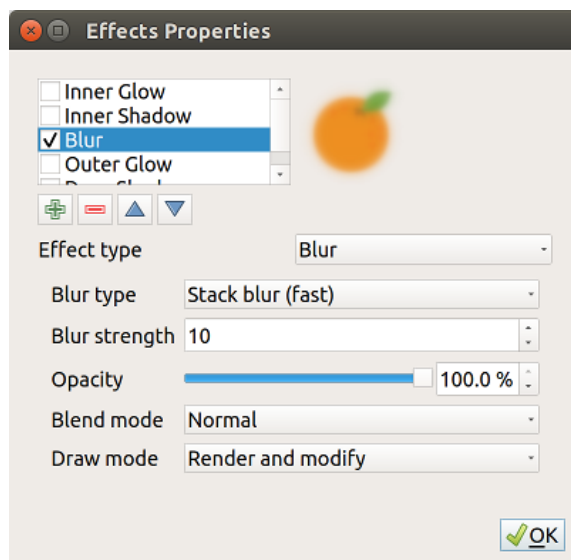 Effects Properties
Inner Glow
Inner Shadow
Blur
Outer Glow
Effect type Blur
Blur type Stack blur (fast)
Blur strength 10
Opacity 100.0 %
Blend mode Normal
Draw mode Render and modify
OK